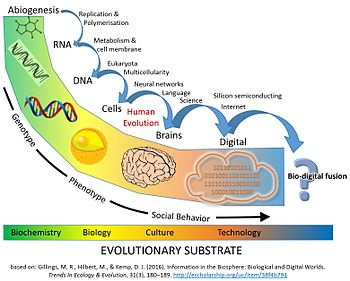 Abiogenesis
Replication &
Polymerisation
RNA
Metabolism &
cell membrane
Eukaryota
Multicellularity
DNA
Neural networks
Language
Science
Silicon semiconducting
Internet
Cells
Human
Evolution
Brains
Digital
Genotype
Phenotype
Social Behavior
?
Bio-digital fusion
Biochemistry Biology Culture Technology
EVOLUTIONARY SUBSTRATE
based on: Gillings, M. R., Hilbert, M., & Kemp, D. J. (2016). Information in the Biosphere: Biological and Digital Worlds.
Trends in Ecology & Evolution, 31(3), 180–189. http://escholarship.org/uc/item/38f4b791